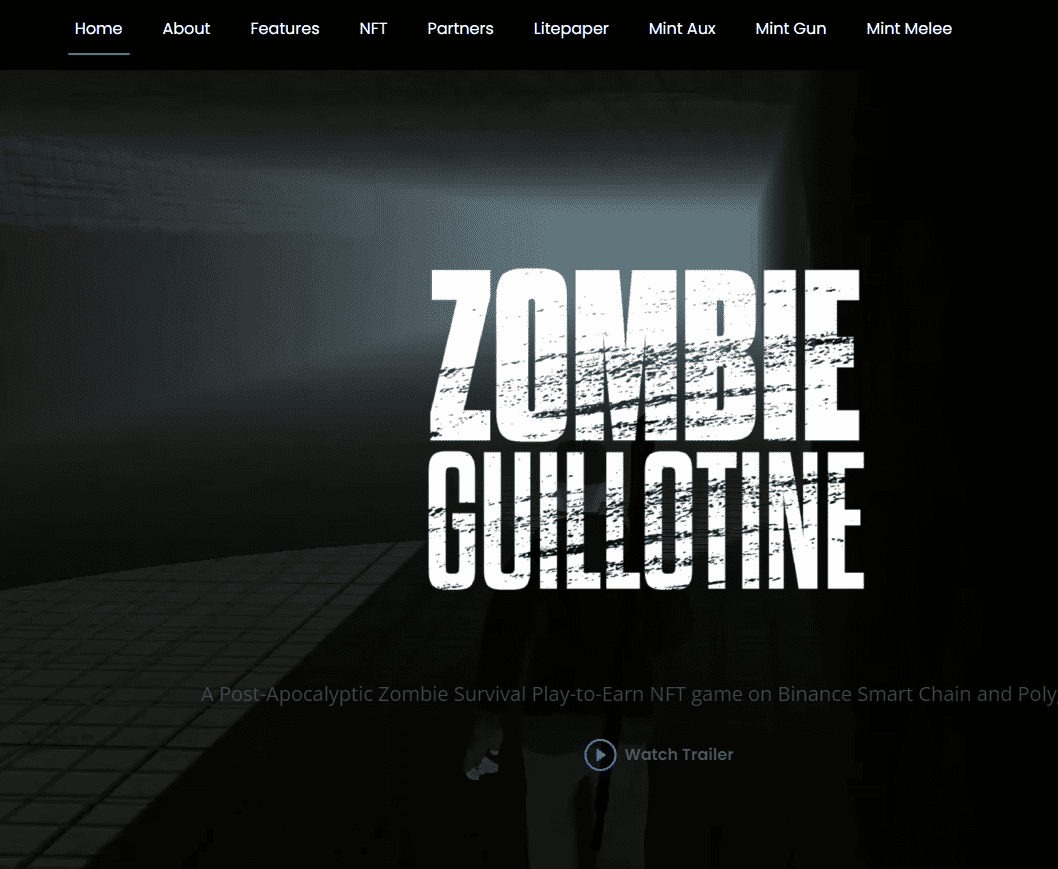 Home About Features NFT Partners Litepaper Mint Aux Mint Gun Mint Melee
ZOMBIE
GUILLOTINE
A Post-Apocalyptic Zombie Survival Play-to-Earn NFT game on Binance Smart Chain and Poly
Watch Trailer